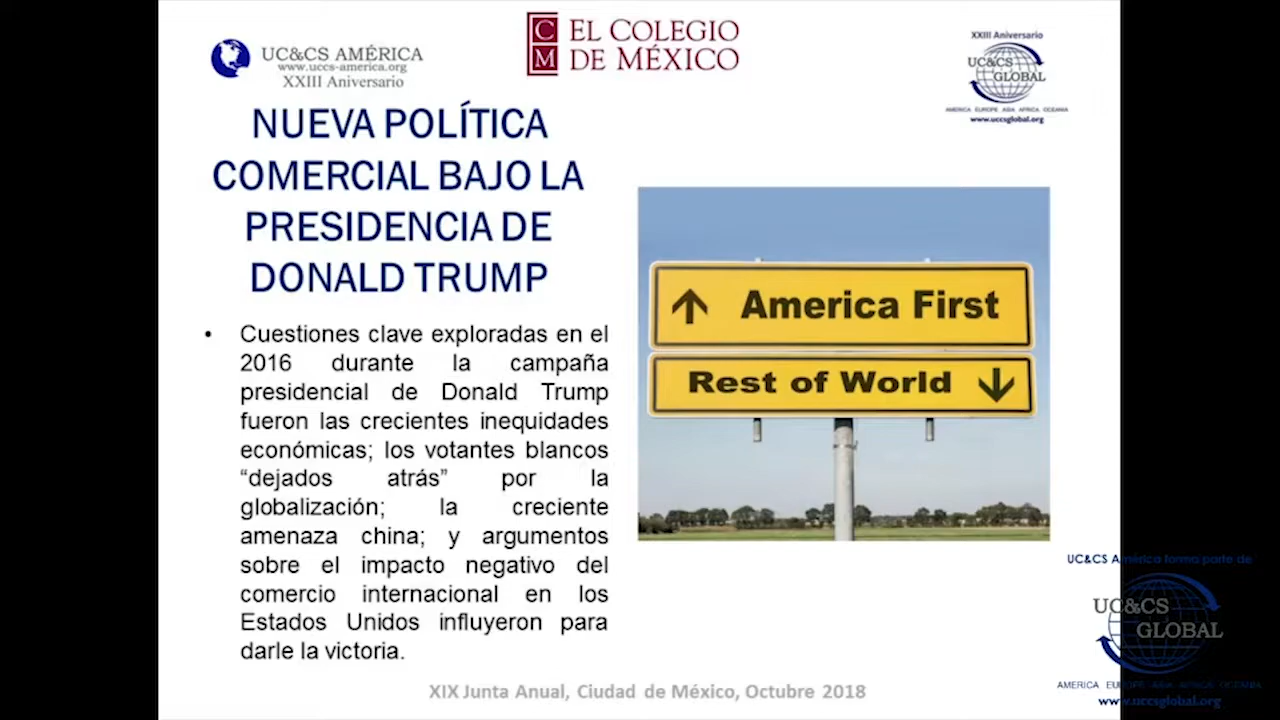 UC&CS AMÉRICA
www.uccs-america.org
XXIII Aniversario
C
M
EL COLEGIO
DE MÉXICO
XXIII Aniversario
UC&CS
GLOBAL
AMERICA EUROPE ASIA AFRICA OCEANIA
www.uccsglobal.org
NUEVA POLÍTICA
COMERCIAL BAJO LA
PRESIDENCIA DE
DONALD TRUMP
• Cuestiones clave exploradas en el
2016 durante la campaña
presidencial de Donald Trump
fueron las crecientes inequidades
económicas; los votantes blancos
“dejados atrás” por la
globalización; la creciente
amenaza china; y argumentos
sobre el impacto negativo del
comercio internacional en los
Estados Unidos influyeron para
darle la victoria.
America First
Rest of World
UC&CS América forma parte de
UC&CS
GLOBAL
AMERICA EUROPE ASIA AFRICA OCEANIA
www.uccsglobal.org
XIX Junta Anual, Ciudad de México, Octubre 2018